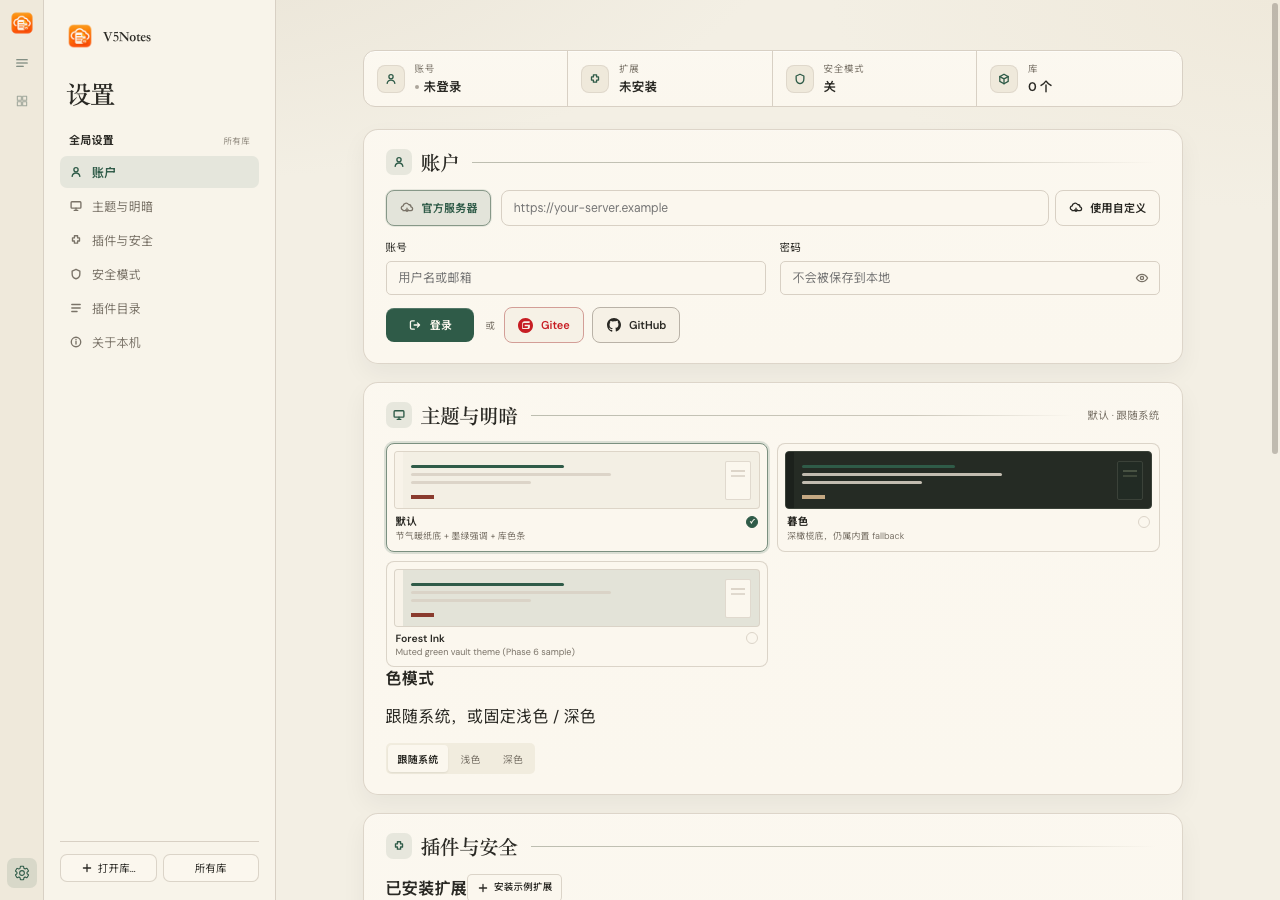 V5Notes
设置
全局设置 所有库
账户
主题与明暗
插件与安全
安全模式
插件目录
关于本机
打开库…
所有库
账号
未登录
扩展
未安装
安全模式
关
库
0 个
账户
官方服务器
https://your-server.example
使用自定义
账号
用户名或邮箱
密码
不会被保存到本地
登录
或
Gitee
GitHub
主题与明暗
默认 · 跟随系统
默认
节气暖纸底 + 墨绿强调 + 库色条
暮色
深橄榄底，仍属内置 fallback
Forest Ink
Muted green vault theme (Phase 6 sample)
色模式
跟随系统，或固定浅色 / 深色
跟随系统
浅色
深色
插件与安全
已安装扩展
安装示例扩展